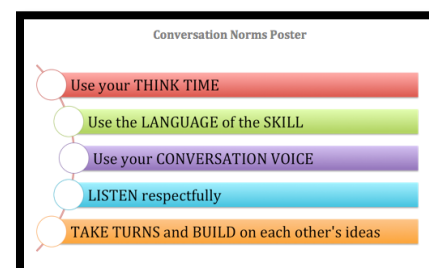 Conversation Norms Poster
Use your THINK TIME
Use the LANGUAGE of the SKILL
Use your CONVERSATION VOICE
LISTEN respectfully
TAKE TURNS and BUILD on each other's ideas